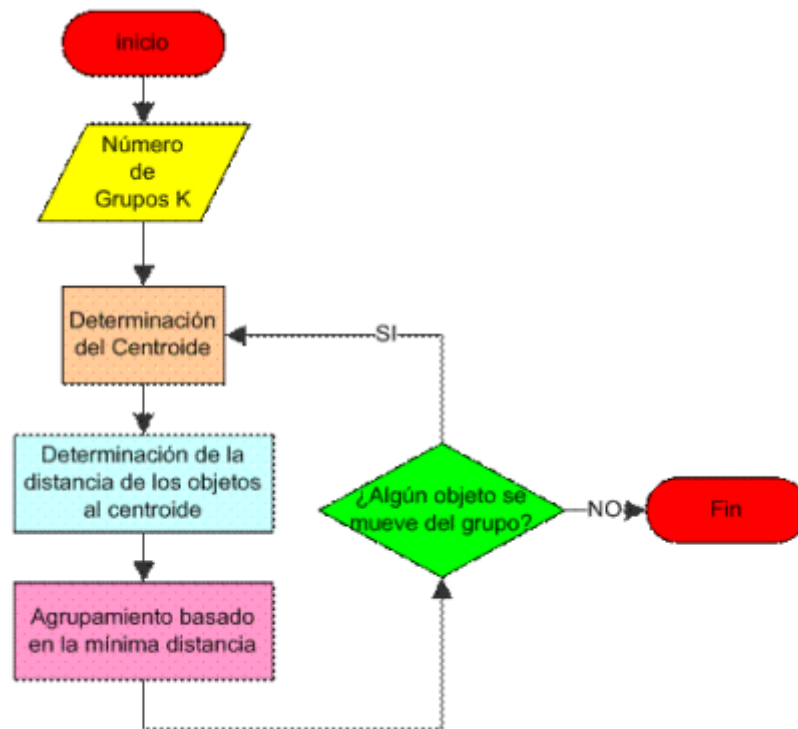 inicio
Número
de
Grupos K
Determinación
del Centroide
SI
Determinación de la
distancia de los objetos
al centroide
¿Algún objeto se
mueve del grupo?
NO
Fin
Agrupamiento basado
en la mínima distancia